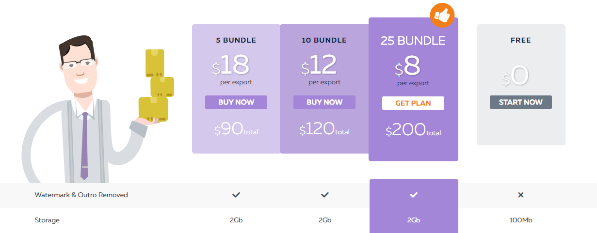 5 BUNDLE
$18
per export
BUY NOW
$90 total
10 BUNDLE
$12
per export
BUY NOW
$120 total
25 BUNDLE
$8
per export
GET PLAN
$200 total
FREE
$0
START NOW
Watermark & Outro Removed
Storage 2Gb 2Gb 2Gb 100Mb